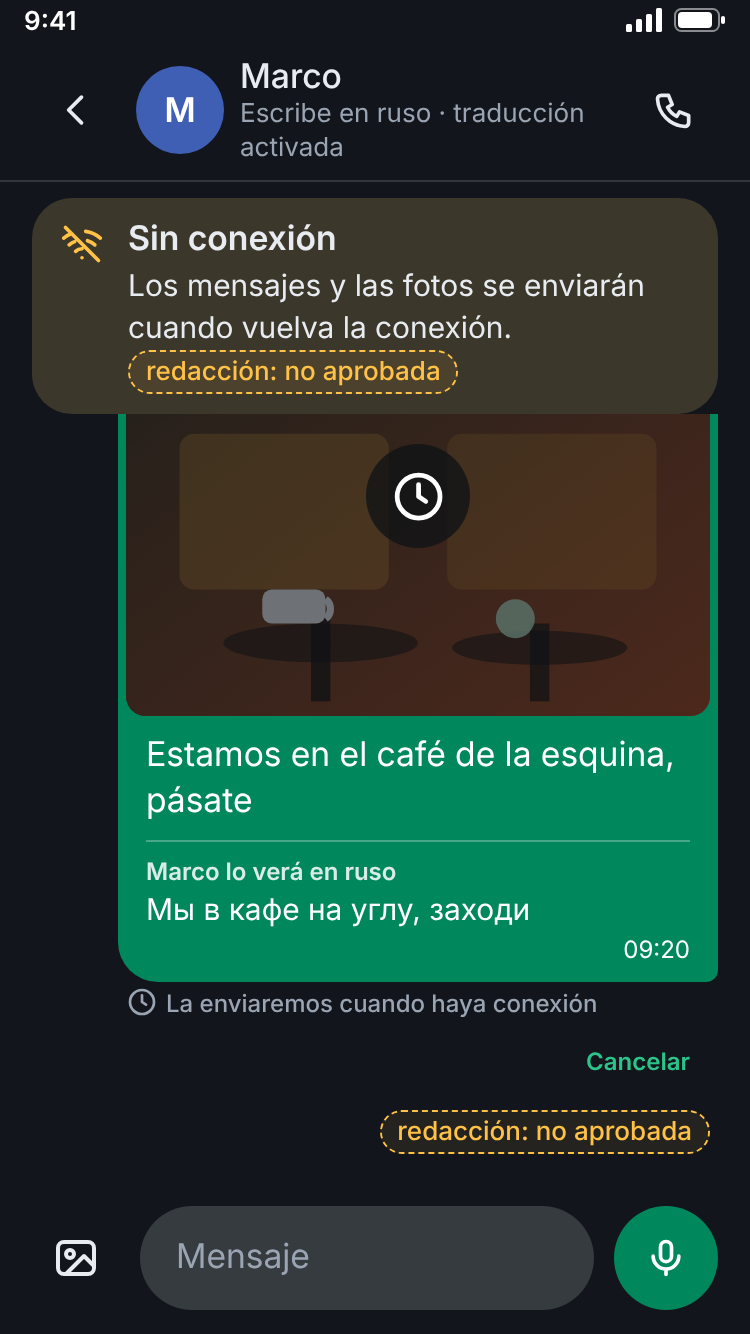 9:41
M
Marco
Escribe en ruso · traducción
activada
Sin conexión
Los mensajes y las fotos se enviarán
cuando vuelva la conexión.
redacción: no aprobada
Estamos en el café de la esquina,
pásate
Marco lo verá en ruso
Мы в кафе на углу, заходи
09:20
La enviaremos cuando haya conexión
Cancelar
redacción: no aprobada
Mensaje